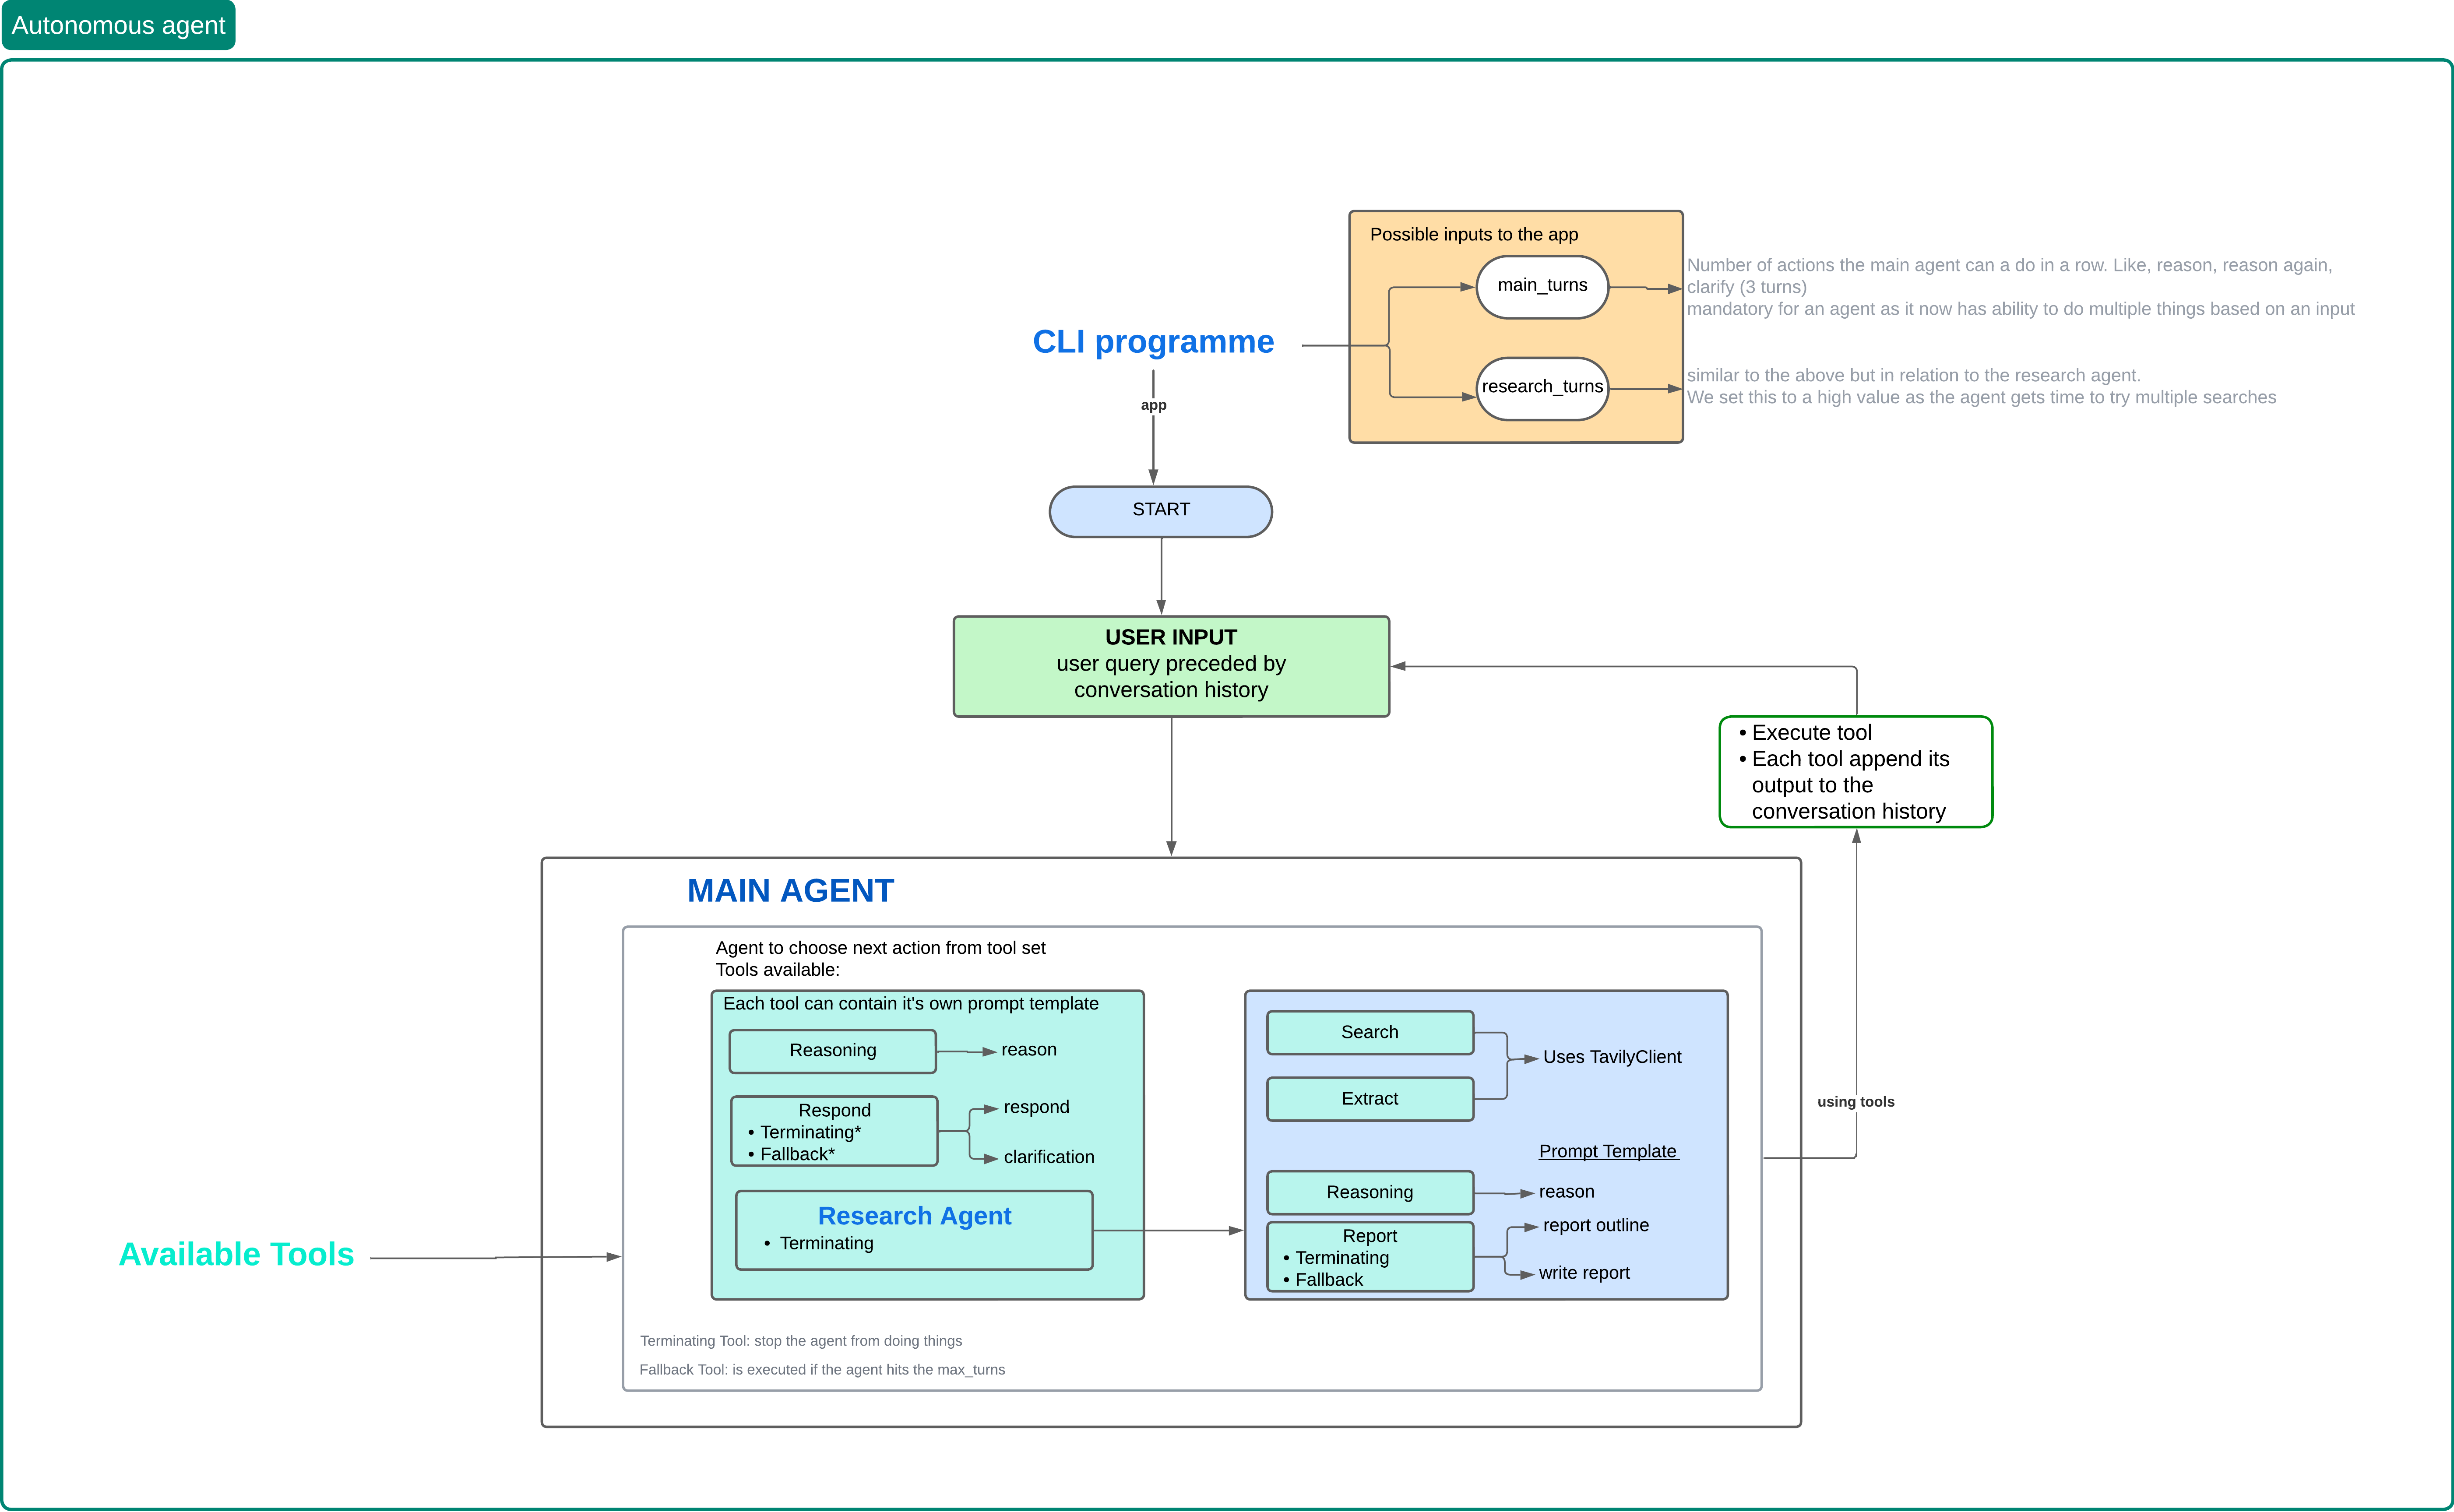 Autonomous agent
Possible inputs to the app
main_turns
Number of actions the main agent can a do in a row. Like, reason, reason again,
clarify (3 turns)
mandatory for an agent as it now has ability to do multiple things based on an input
CLI programme
research_turns
similar to the above but in relation to the research agent.
We set this to a high value as the agent gets time to try multiple searches
app
START
USER INPUT
user query preceded by
conversation history
• Execute tool
• Each tool append its
output to the
conversation history
MAIN AGENT
Agent to choose next action from tool set
Tools available:
Each tool can contain it's own prompt template
Reasoning
reason
Respond
• Terminating*
• Fallback*
respond
clarification
Research Agent
• Terminating
Search
Extract
Uses TavilyClient
Prompt Template
Reasoning
reason
Report
• Terminating
• Fallback
report outline
write report
using tools
Available Tools
Terminating Tool: stop the agent from doing things
Fallback Tool: is executed if the agent hits the max_turns